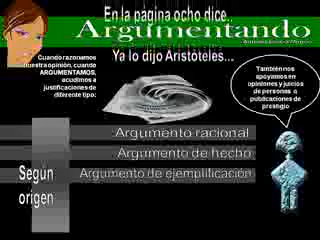 En la página ocho dice..
Argumentando
Ya lo dijo Aristóteles...
Cuando razonamos
nuestra opinión, cuando
ARGUMENTAMOS,
acudimos a
justificaciones de
diferente tipo:
También nos
apoyamos en
opiniones y juicios
de personas o
publicaciones de
prestigio
Argumento racional
Argumento de hecho
Argumento de ejemplificación
Según
origen